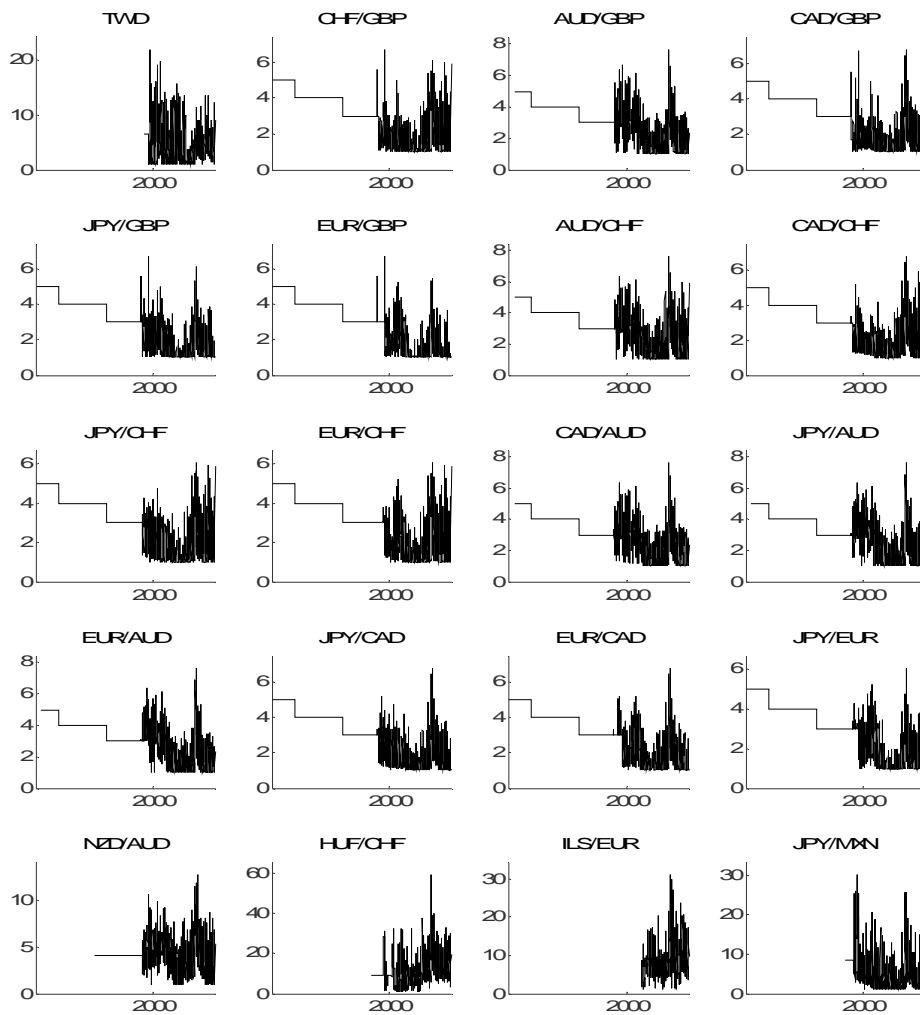 TWD CHF/GBP AUD/GBP CAD/GBP
20 6 8 6
10 4 6 4
0 2 4 2
0 2 0
0
2000 2000 2000 2000
JPY/GBP EUR/GBP AUD/CHF CAD/CHF
6 6 8 6
4 4 6 4
2 2 4 2
0 0 2 0
0
2000 2000 2000 2000
JPY/CHF EUR/CHF CAD/AUD JPY/AUD
6 6 8 8
4 4 6 6
2 2 4 4
0 0 2 2
0 0
2000 2000 2000 2000
EUR/AUD JPY/CAD EUR/CAD JPY/EUR
8 6 6 6
6 4 4 4
4 2 2 2
2 0 0 0
0
2000 2000 2000 2000
NZD/AUD HUF/CHF ILS/EUR JPY/MXN
10 60 30 30
5 40 20 20
0 20 10 10
0 0 0
2000 2000 2000 2000